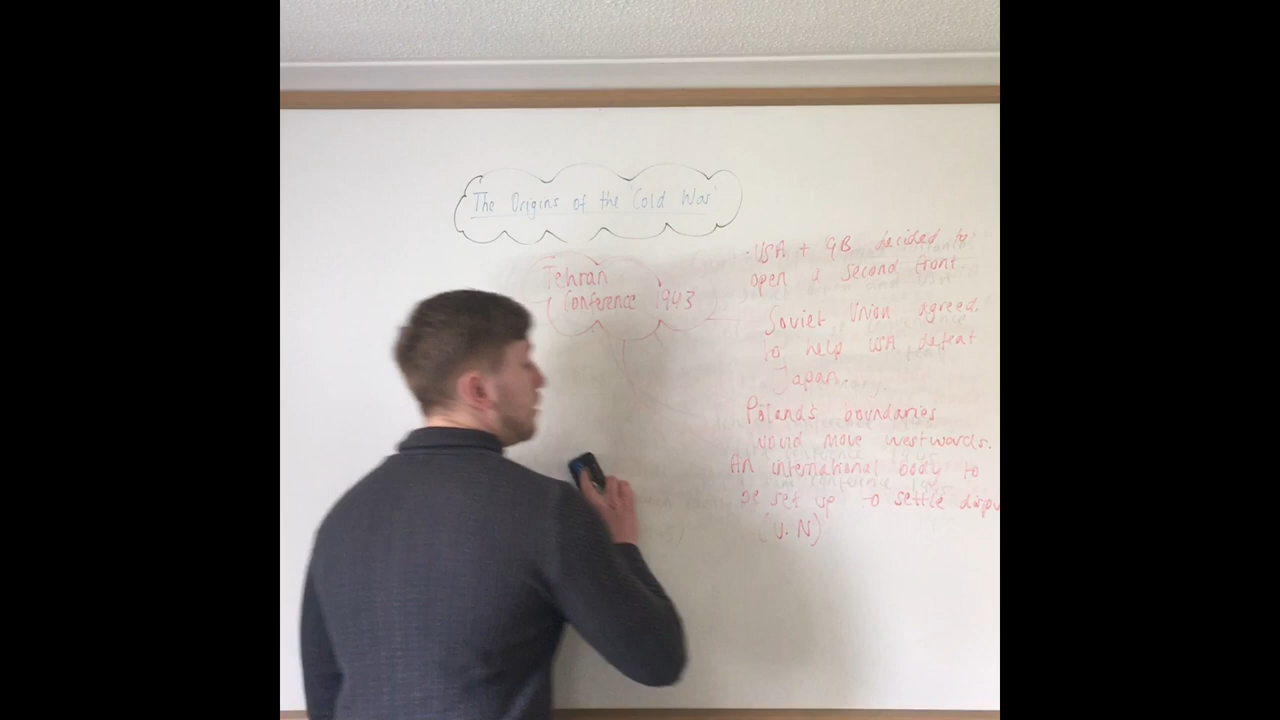 The Origins of the 'Cold War'
Tehran
Conference 1943
· USA + GB decided to
open a second front
Soviet Union agreed
to help USA defeat
Japan.
Poland's boundaries
would move westwards.
An international body to
be set up to settle dispu
(U.N)